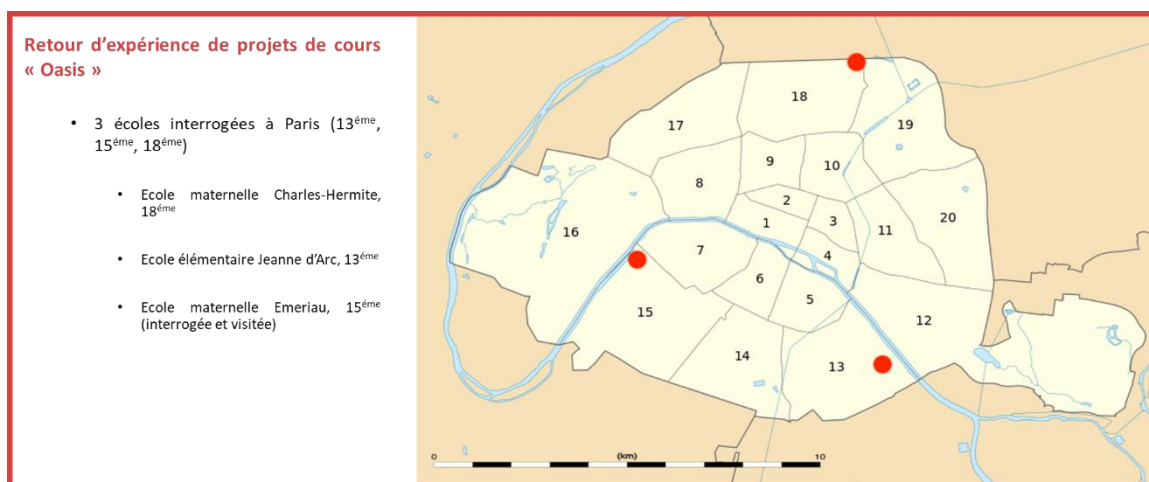 Retour d'expérience de projets de cours
« Oasis »
• 3 écoles interrogées à Paris (13éme,
15éme, 18éme)
• Ecole maternelle Charles-Hermite,
18éme
• Ecole élémentaire Jeanne d'Arc, 13éme
• Ecole maternelle Emeriau, 15éme
(interrogée et visitée)
18
17
19
9
10
8
2
20
1
3
11
16
7
4
6
5
15
12
14
13
0
(km)
10